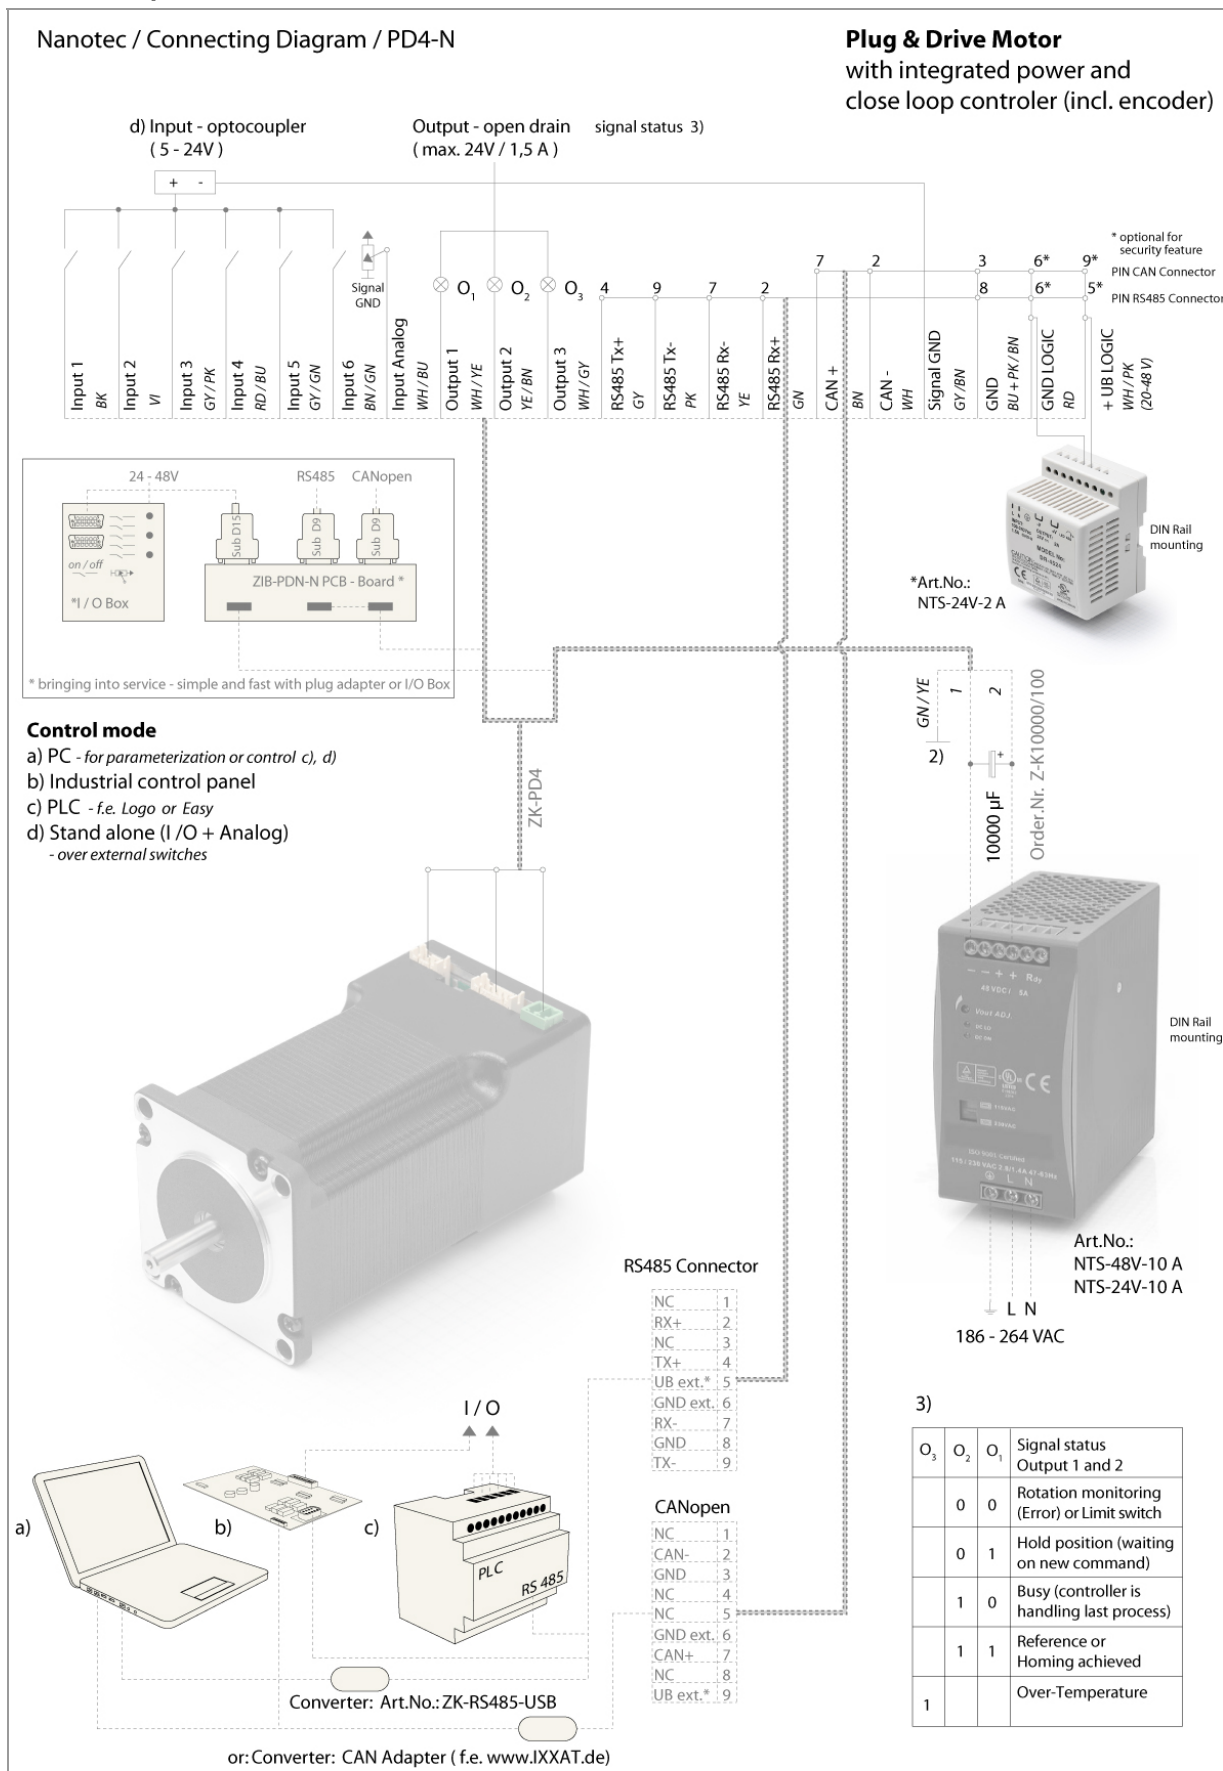 Nanotec / Connecting Diagram / PD4-N
Plug & Drive Motor
with integrated power and
close loop controler (incl. encoder)
d) Input - optocoupler
( 5 - 24V )
Output - open drain signal status 3)
( max. 24V / 1,5 A )
+ -
* optional for
security feature
7 2 3 6* 9*
PIN CAN Connector
4 9 7 2 8 6* 5*
PIN RS485 Connector
Signal
GND
O1 O2 O3
Input 1
BK
Input 2
VI
Input 3
GY / PK
Input 4
RD / BU
Input 5
GY / GN
Input 6
BN / GN
Input Analog
WH / BU
Output 1
WH / YE
Output 2
YE / BN
Output 3
WH / GY
RS485 Tx+
GY
RS485 Tx-
PK
RS485 Rx-
YE
RS485 Rx+
GN
CAN +
BN
CAN -
WH
Signal GND
GY /BN
GND
BU + PK / BN
GND LOGIC
RD
+ UB LOGIC
WH / PK
(20-48 V)
24 - 48V
RS485
CANopen
Sub D15
Sub D9
Sub D9
on / off
*I / O Box
ZIB-PDN-N PCB - Board *
* bringing into service - simple and fast with plug adapter or I/O Box
DIN Rail
mounting
*Art.No.:
NTS-24V-2 A
Control mode
a) PC - for parameterization or control c), d)
b) Industrial control panel
c) PLC - f.e. Logo or Easy
d) Stand alone (I /O + Analog)
- over external switches
ZK-PD4
GN / YE
1
2
2)
+
10000 µF
Order.Nr. Z-K10000/100
- - + + Rdy
48 VDC / 5A
Vout ADJ
CE
115 / 230 VAC
L N
DIN Rail
mounting
Art.No.:
NTS-48V-10 A
NTS-24V-10 A
L N
186 - 264 VAC
RS485 Connector
NC 1
RX+ 2
NC 3
TX+ 4
UB ext.* 5
GND ext. 6
RX- 7
GND 8
TX- 9
CANopen
NC 1
CAN- 2
GND 3
NC 4
NC 5
GND ext. 6
CAN+ 7
NC 8
UB ext.* 9
I / O
a)
b)
c)
PLC
RS 485
Converter: Art.No.: ZK-RS485-USB
or: Converter: CAN Adapter ( f.e. www.IXXAT.de)
3)
O3 O2 O1 Signal status
Output 1 and 2
0 0 Rotation monitoring
(Error) or Limit switch
0 1 Hold position (waiting
on new command)
1 0 Busy (controller is
handling last process)
1 1 Reference or
Homing achieved
1 Over-Temperature